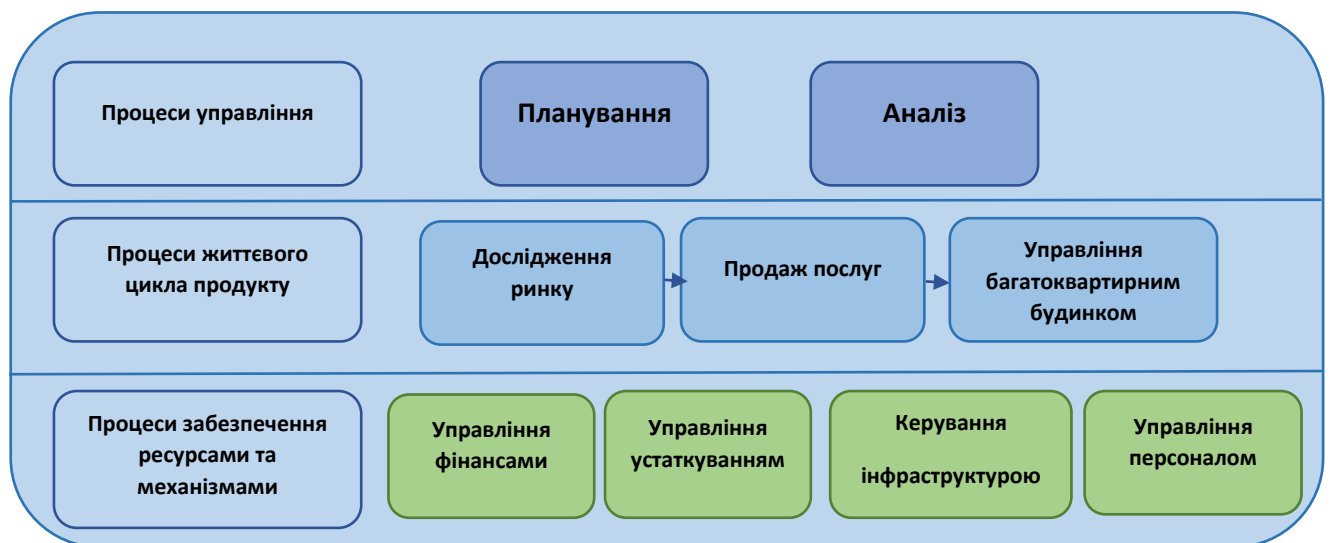 Процеси управління
Планування
Аналіз
Процеси життєвого
цикла продукту
Дослідження
ринку
Продаж послуг
Управління
багатоквартирним
будинком
Процеси забезпечення
ресурсами та
механізмами
Управління
фінансами
Управління
устаткуванням
Керування
інфраструктурою
Управління
персоналом